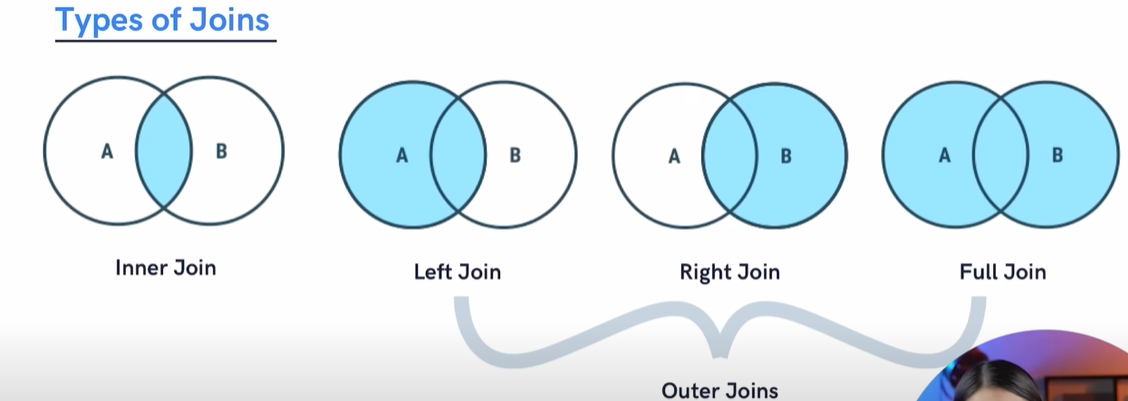 Types of Joins
A B
A B
A B
A B
Inner Join
Left Join
Right Join
Full Join
Outer Joins